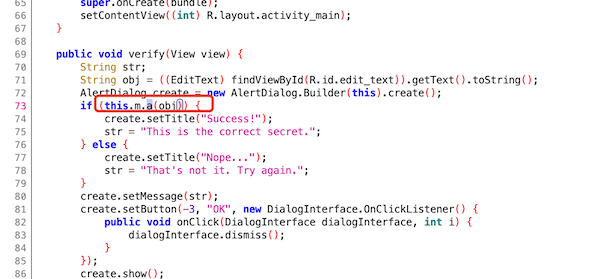 65 super.onCreate(bundle);
66 setContentView((int) R.layout.activity_main);
67 }
68
69 public void verify(View view) {
70 String str;
71 String obj = ((EditText) findViewById(R.id.edit_text)).getText().toString();
72 AlertDialog create = new AlertDialog.Builder(this).create();
73 if (this.m.a(obj)) {
74 create.setTitle("Success!");
75 str = "This is the correct secret.";
76 } else {
77 create.setTitle("Nope...");
78 str = "That's not it. Try again.";
79 }
80 create.setMessage(str);
81 create.setButton(-3, "OK", new DialogInterface.OnClickListener() {
82 public void onClick(DialogInterface dialogInterface, int i) {
83 dialogInterface.dismiss();
84 }
85 });
86 create.show();